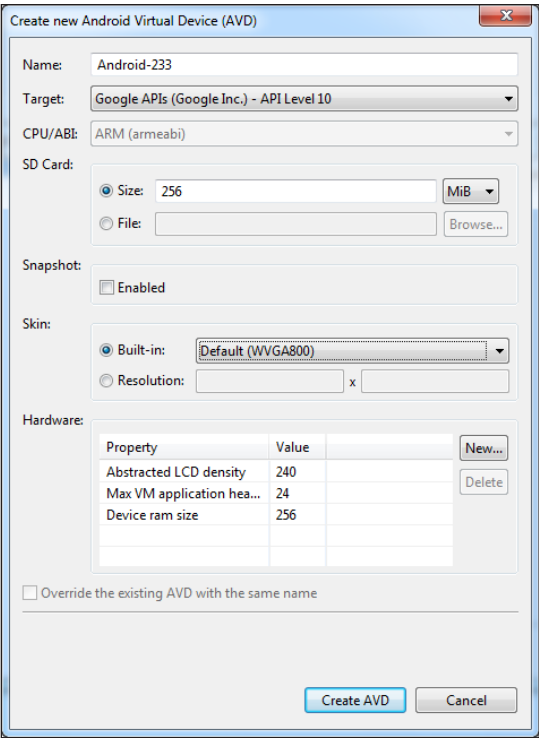 Create new Android Virtual Device (AVD)
Name: Android-233
Target: Google APIs (Google Inc.) - API Level 10
CPU/ABI: ARM (armeabi)
SD Card:
Size: 256 MiB
File: Browse...
Snapshot:
Enabled
Skin:
Built-in: Default (WVGA800)
Resolution: x
Hardware:
Property Value New...
Abstracted LCD density 240 Delete
Max VM application hea... 24
Device ram size 256
Override the existing AVD with the same name
Create AVD Cancel